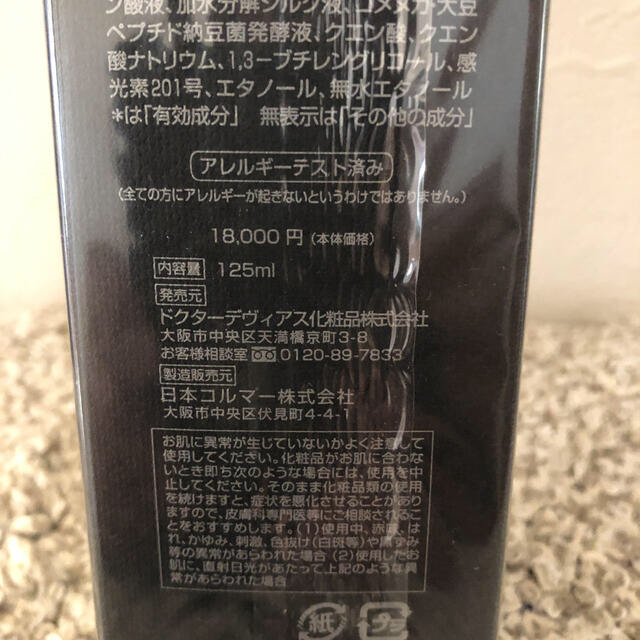 ン酸液、加水分解シルク液、コメヌカ・大豆
ペプチド納豆菌発酵液、クエン酸、クエン
酸ナトリウム、1,3−ブチレングリコール、感
光素201号、エタノール、無水エタノール
*は「有効成分」 無表示は「その他の成分」
アレルギーテスト済み
(全ての方にアレルギーが起きないというわけではありません。)
18,000円(本体価格)
内容量 125ml
発売元
ドクターデヴィアス化粧品株式会社
大阪市中央区天満橋京町3-8
お客様相談室 0120-89-7833
製造販売元
日本コルマー株式会社
大阪市中央区伏見町4-4-1
お肌に異常が生じていないかよく注意して
使用してください。化粧品がお肌に合わな
いとき即ち次のような場合には、使用を中
止してください。そのまま化粧品類の使用
を続けますと、症状を悪化させることがあり
ますので、皮膚科専門医等にご相談されるこ
とをおすすめします。(1)使用中、赤味、は
れ、かゆみ、刺激、色抜け(白斑等)や黒ずみ
等の異常があらわれた場合 (2)使用したお
肌に、直射日光があたって、上記のような異
常があらわれた場合
紙 プラ